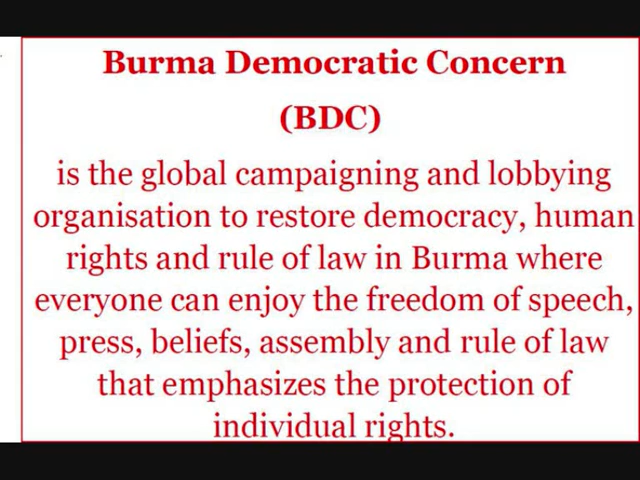 Burma Democratic Concern
(BDC)
is the global campaigning and lobbying
organisation to restore democracy, human
rights and rule of law in Burma where
everyone can enjoy the freedom of speech,
press, beliefs, assembly and rule of law
that emphasizes the protection of
individual rights.